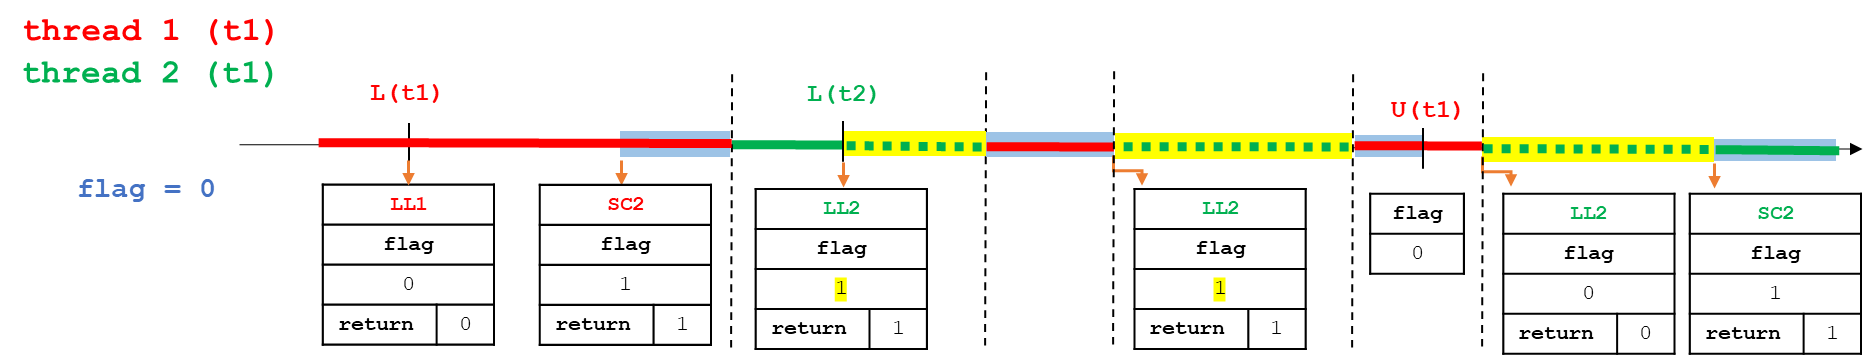 thread 1 (t1)
thread 2 (t1)
L(t1)
L(t2)
U(t1)
flag = 0
LL1
flag
0
return 0
SC2
flag
1
return 1
LL2
flag
1
return 1
LL2
flag
1
return 1
flag
0
LL2
flag
0
return 0
SC2
flag
1
return 1